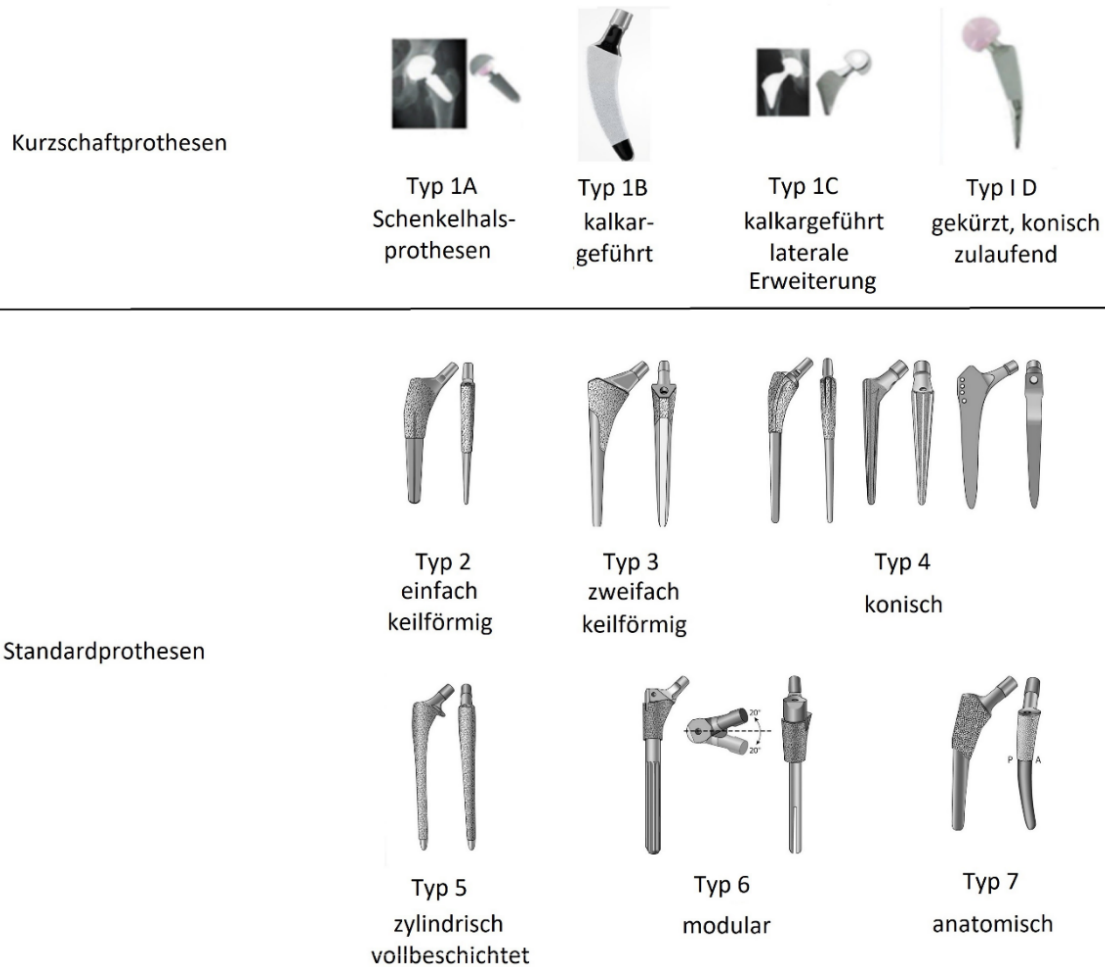 Kurzschaftprothesen
Typ 1A
Schenkelhals-
prothesen
Typ 1B
kalkar-
geführt
Typ 1C
kalkargeführt
laterale
Erweiterung
Typ I D
gekürzt, konisch
zulaufend
Standardprothesen
Typ 2
einfach
keilförmig
Typ 3
zweifach
keilförmig
Typ 4
konisch
Typ 5
zylindrisch
vollbeschichtet
20°
20°
Typ 6
modular
P A
Typ 7
anatomisch